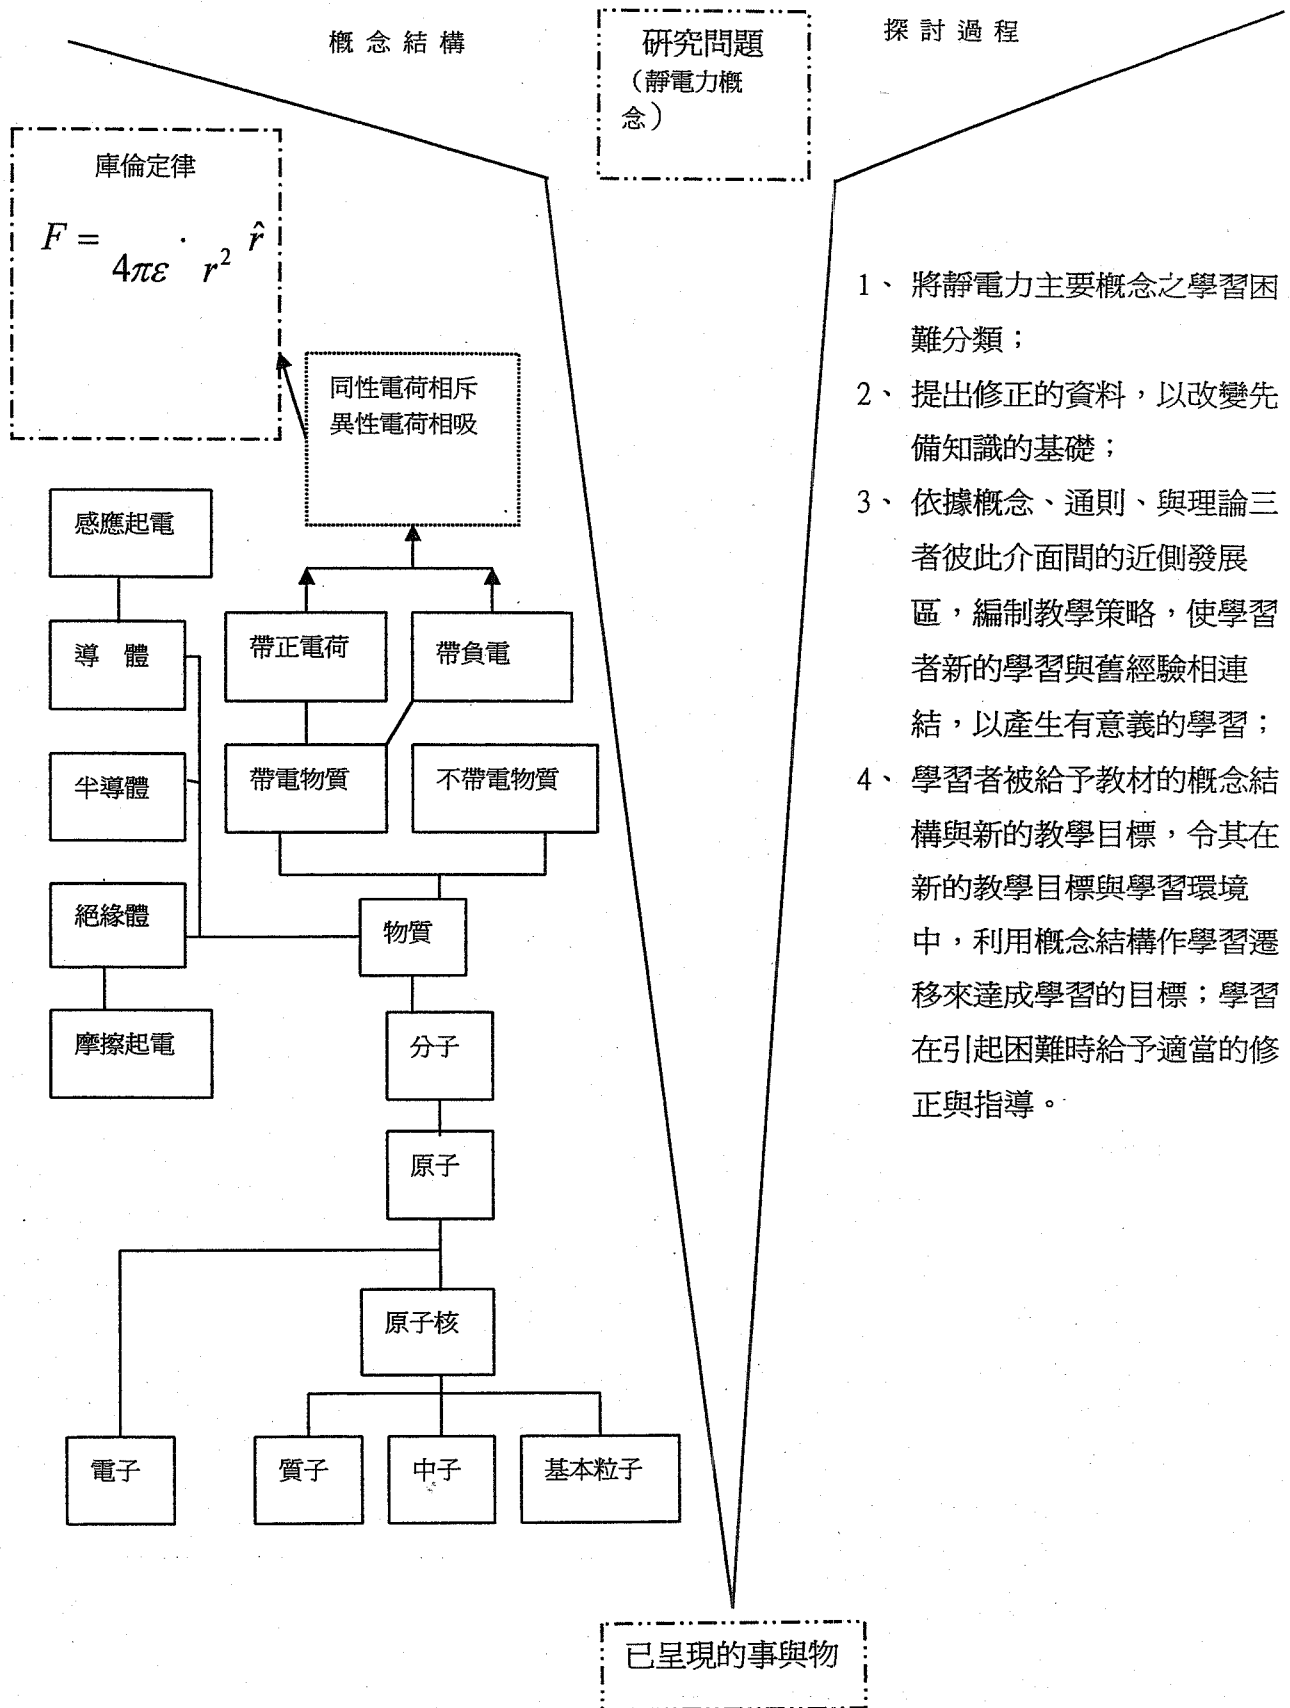 概念結構
研究問題
（靜電力概
念）
探討過程
庫倫定律
F = 4πε · r² r̂
同性電荷相斥
異性電荷相吸
感應起電
導 體
半導體
絕緣體
摩擦起電
帶正電荷
帶負電
帶電物質
不帶電物質
物質
分子
原子
原子核
電子
質子
中子
基本粒子
1、 將靜電力主要概念之學習困
難分類；
2、 提出修正的資料，以改變先
備知識的基礎；
3、 依據概念、通則、與理論三
者彼此介面間的近側發展
區，編制教學策略，使學習
者新的學習與舊經驗相連
結，以產生有意義的學習；
4、 學習者被給予教材的概念結
構與新的教學目標，令其在
新的教學目標與學習環境
中，利用概念結構作學習遷
移來達成學習的目標；學習
在引起困難時給予適當的修
正與指導。
已呈現的事與物